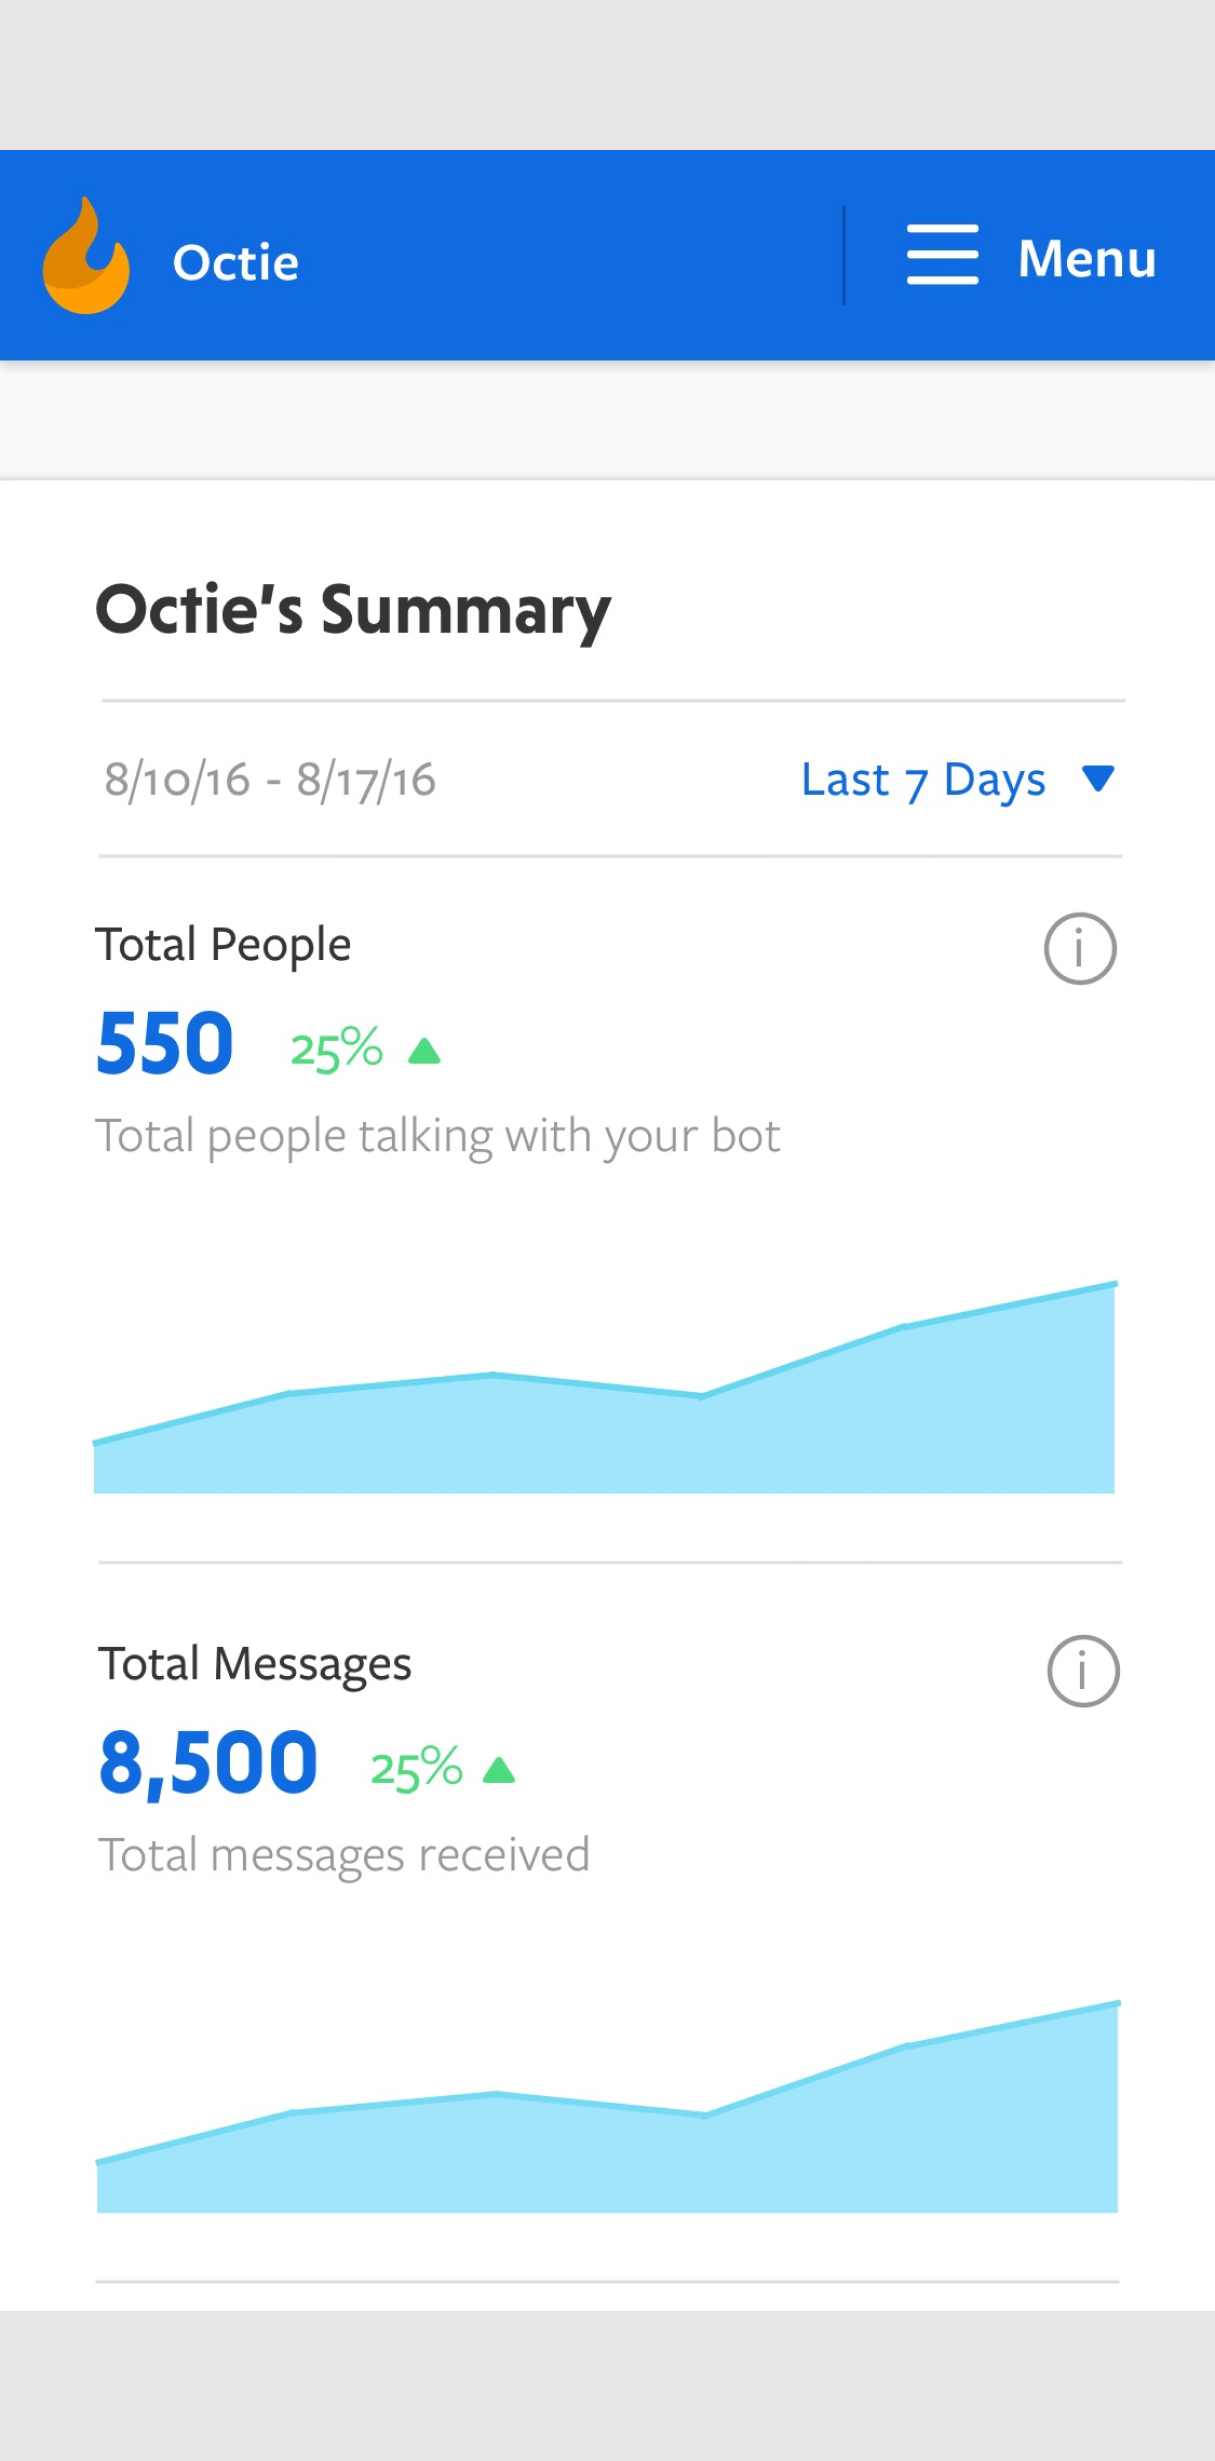 Octie
Menu
Octie's Summary
8/10/16 - 8/17/16
Last 7 Days
Total People
550 25%
Total people talking with your bot
Total Messages
8,500 25%
Total messages received